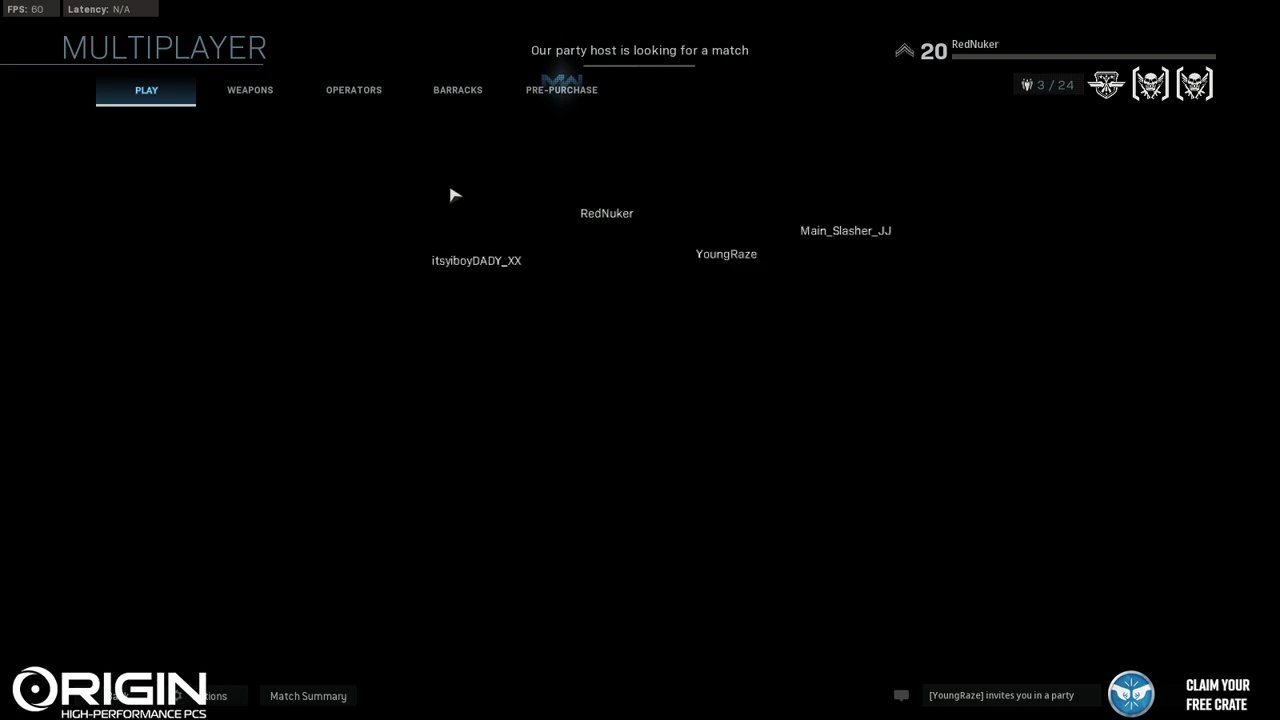 FPS: 60 Latency: N/A
MULTIPLAYER
Our party host is looking for a match
20 RedNuker
PLAY WEAPONS OPERATORS BARRACKS PRE-PURCHASE
3 / 24
RedNuker
Main_Slasher_JJ
YoungRaze
itsyiboyDADY_XX
ORIGIN
HIGH-PERFORMANCE PCS
Match Summary
[YoungRaze] invites you in a party
CLAIM YOUR
FREE CRATE